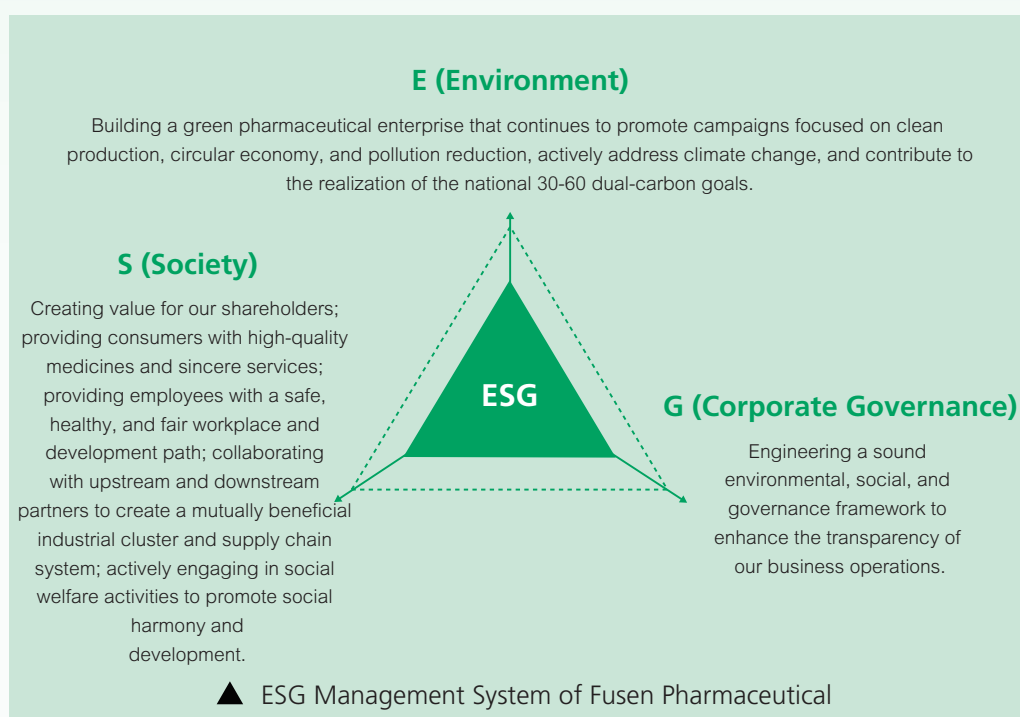 E (Environment)
Building a green pharmaceutical enterprise that continues to promote campaigns focused on clean
production, circular economy, and pollution reduction, actively address climate change, and contribute to
the realization of the national 30-60 dual-carbon goals.
S (Society)
Creating value for our shareholders;
providing consumers with high-quality
medicines and sincere services;
providing employees with a safe,
healthy, and fair workplace and
development path; collaborating
with upstream and downstream
partners to create a mutually beneficial
industrial cluster and supply chain
system; actively engaging in social
welfare activities to promote social
harmony and
development.
ESG
G (Corporate Governance)
Engineering a sound
environmental, social, and
governance framework to
enhance the transparency of
our business operations.
ESG Management System of Fusen Pharmaceutical